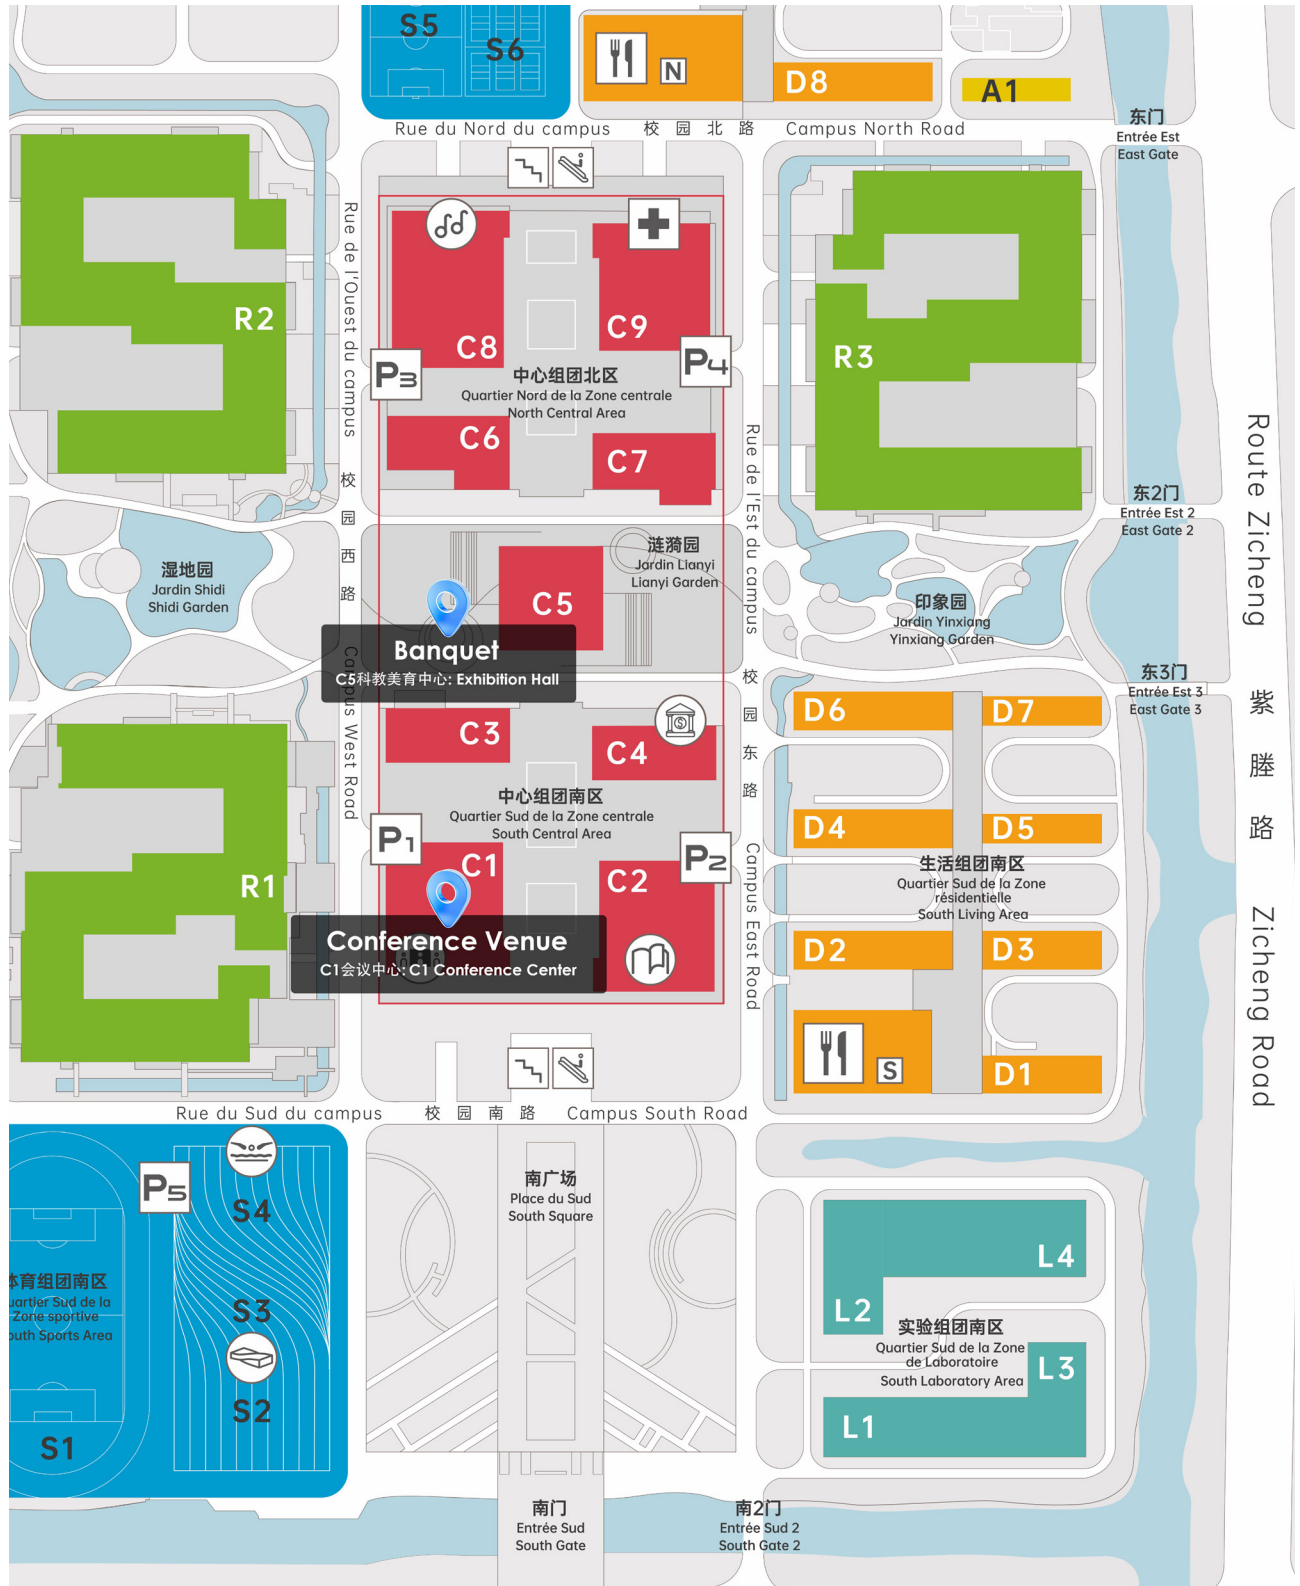 S5
S6
N
D8
A1
Rue du Nord du campus 校园北路 Campus North Road
东门
Entrée Est
East Gate
Rue de l'Ouest du campus 校园西路 Campus West Road
R2
C8
C9
R3
P3
P4
中心组团北区
Quartier Nord de la Zone centrale
North Central Area
C6
C7
Rue de l'Est du campus 校园东路 Campus East Road
Route Zicheng 紫塍路 Zicheng Road
东2门
Entrée Est 2
East Gate 2
湿地园
Jardin Shidi
Shidi Garden
涟漪园
Jardin Lianyi
Lianyi Garden
C5
印象园
Jardin Yinxiang
Yinxiang Garden
Banquet
C5科教美育中心: Exhibition Hall
东3门
Entrée Est 3
East Gate 3
C3
C4
D6
D7
中心组团南区
Quartier Sud de la Zone centrale
South Central Area
D4
D5
P1
P2
C1
C2
R1
生活组团南区
Quartier Sud de la Zone
résidentielle
South Living Area
Conference Venue
C1会议中心: C1 Conference Center
D2
D3
S
D1
Rue du Sud du campus 校园南路 Campus South Road
P5
S4
南广场
Place du Sud
South Square
体育组团南区
uartier Sud de la
Zone sportive
outh Sports Area
S3
S2
S1
L4
L2
实验组团南区
Quartier Sud de la Zone
de Laboratoire
South Laboratory Area
L3
L1
南门
Entrée Sud
South Gate
南2门
Entrée Sud 2
South Gate 2